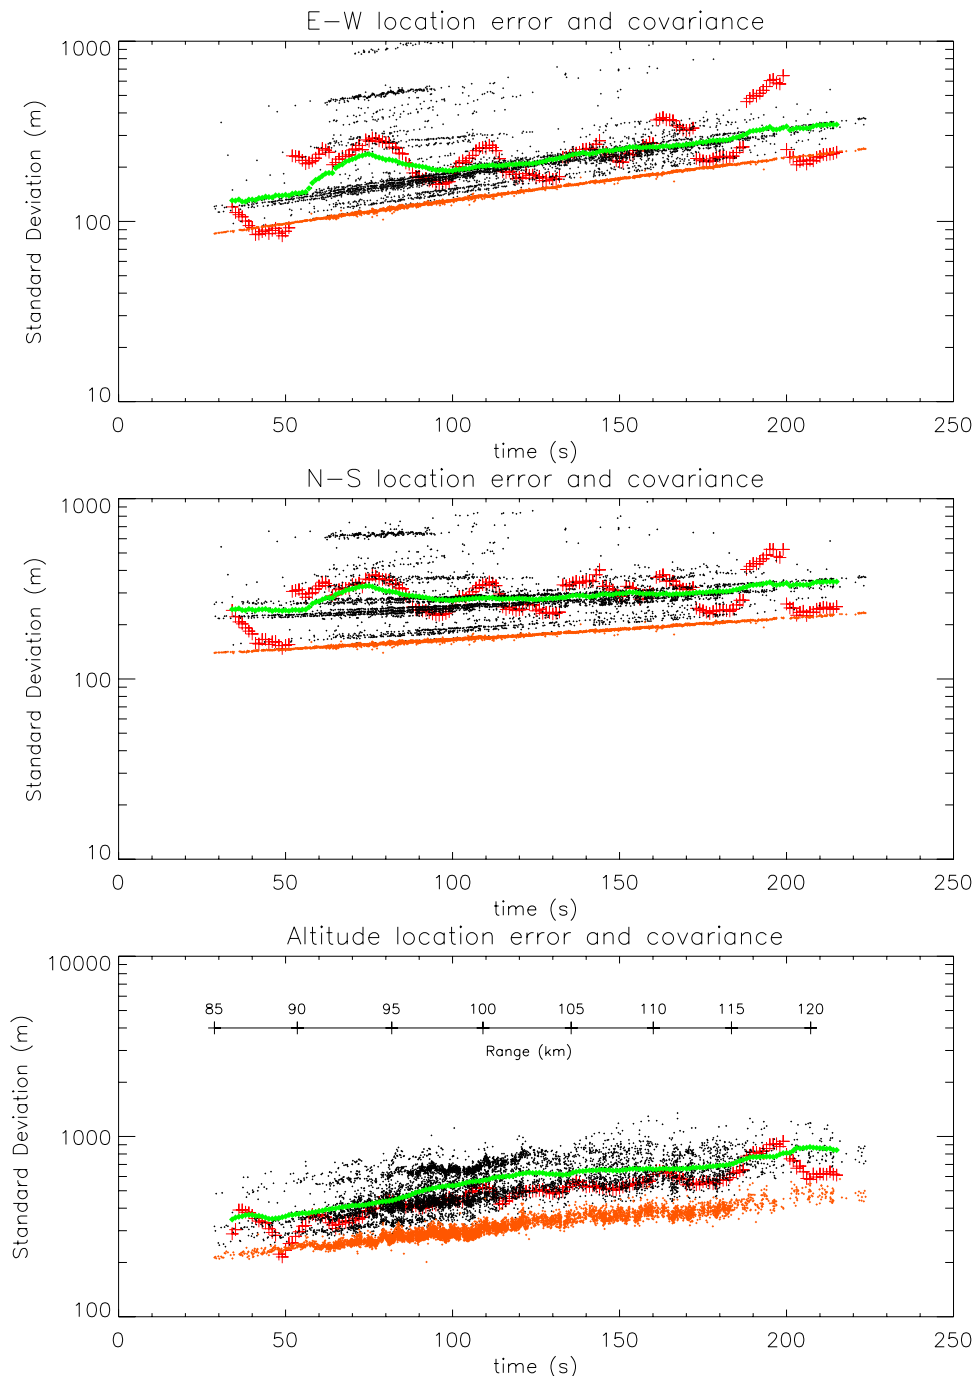 E-W location error and covariance
1000
100
10
Standard Deviation (m)
0 50 100 150 200 250
time (s)
N-S location error and covariance
1000
100
10
Standard Deviation (m)
0 50 100 150 200 250
time (s)
Altitude location error and covariance
10000
85 90 95 100 105 110 115 120
Range (km)
1000
100
Standard Deviation (m)
0 50 100 150 200 250
time (s)